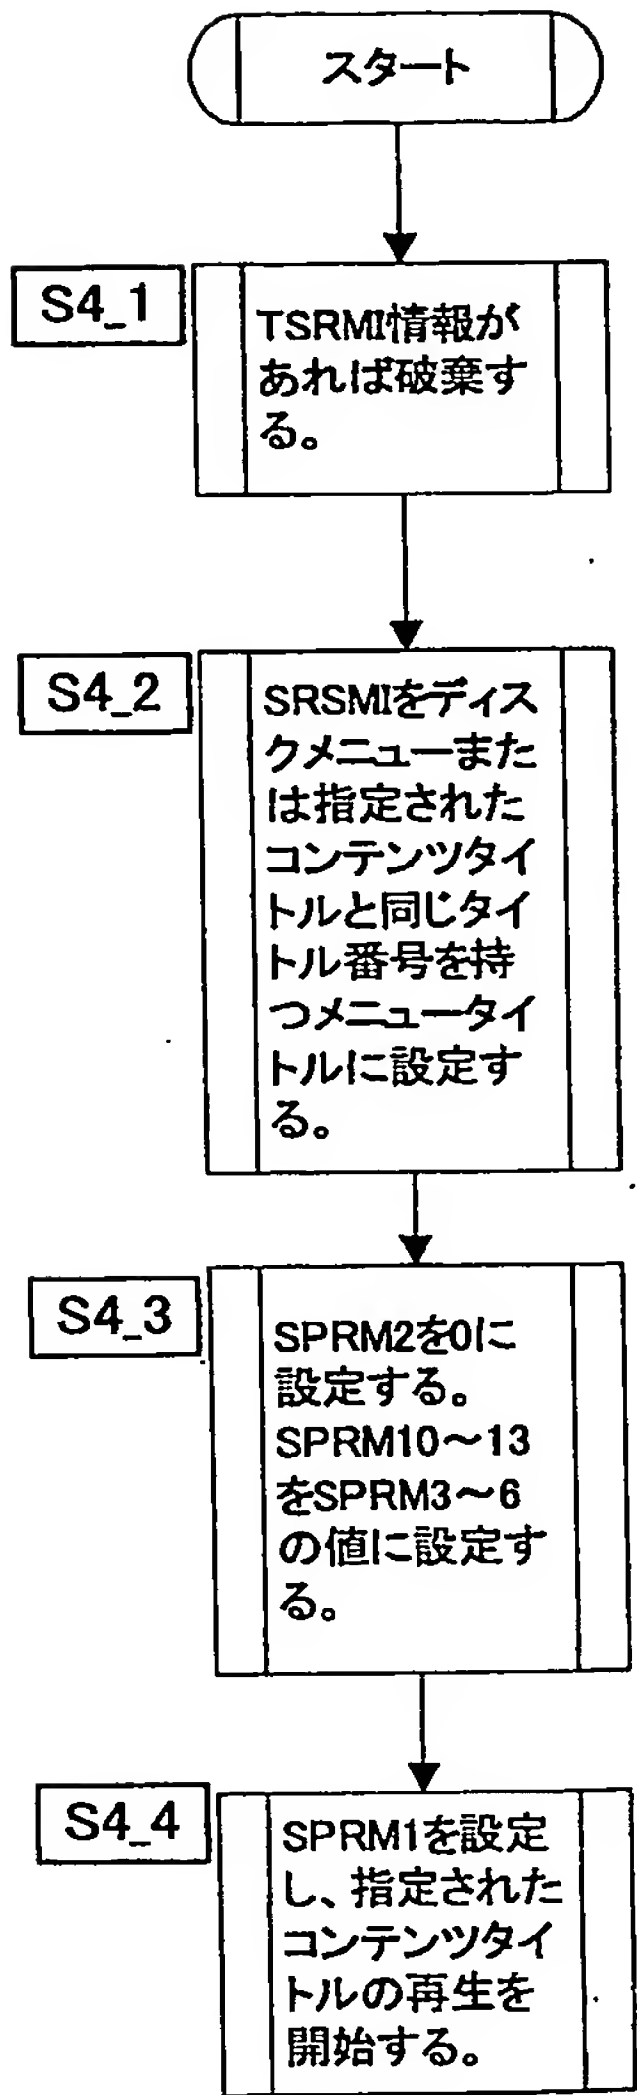 スタート
S4_1
TSRMI情報が
あれば破棄す
る。
S4_2
SRSMIをディス
クメニューまた
は指定された
コンテンツタイ
トルと同じタイ
トル番号を持
つメニュータイ
トルに設定す
る。
S4_3
SPRM2を0に
設定する。
SPRM10～13
をSPRM3～6
の値に設定す
る。
S4_4
SPRM1を設定
し、指定された
コンテンツタイ
トルの再生を
開始する。